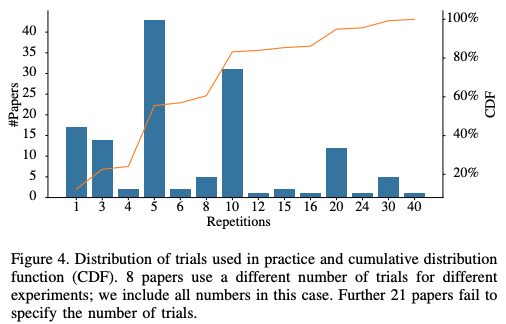 40
35
30
25
20
15
10
5
0
#Papers
100%
80%
60%
40%
20%
CDF
1 3 4 5 6 8 10 12 15 16 20 24 30 40
Repetitions
Figure 4. Distribution of trials used in practice and cumulative distribution
function (CDF). 8 papers use a different number of trials for different
experiments; we include all numbers in this case. Further 21 papers fail to
specify the number of trials.